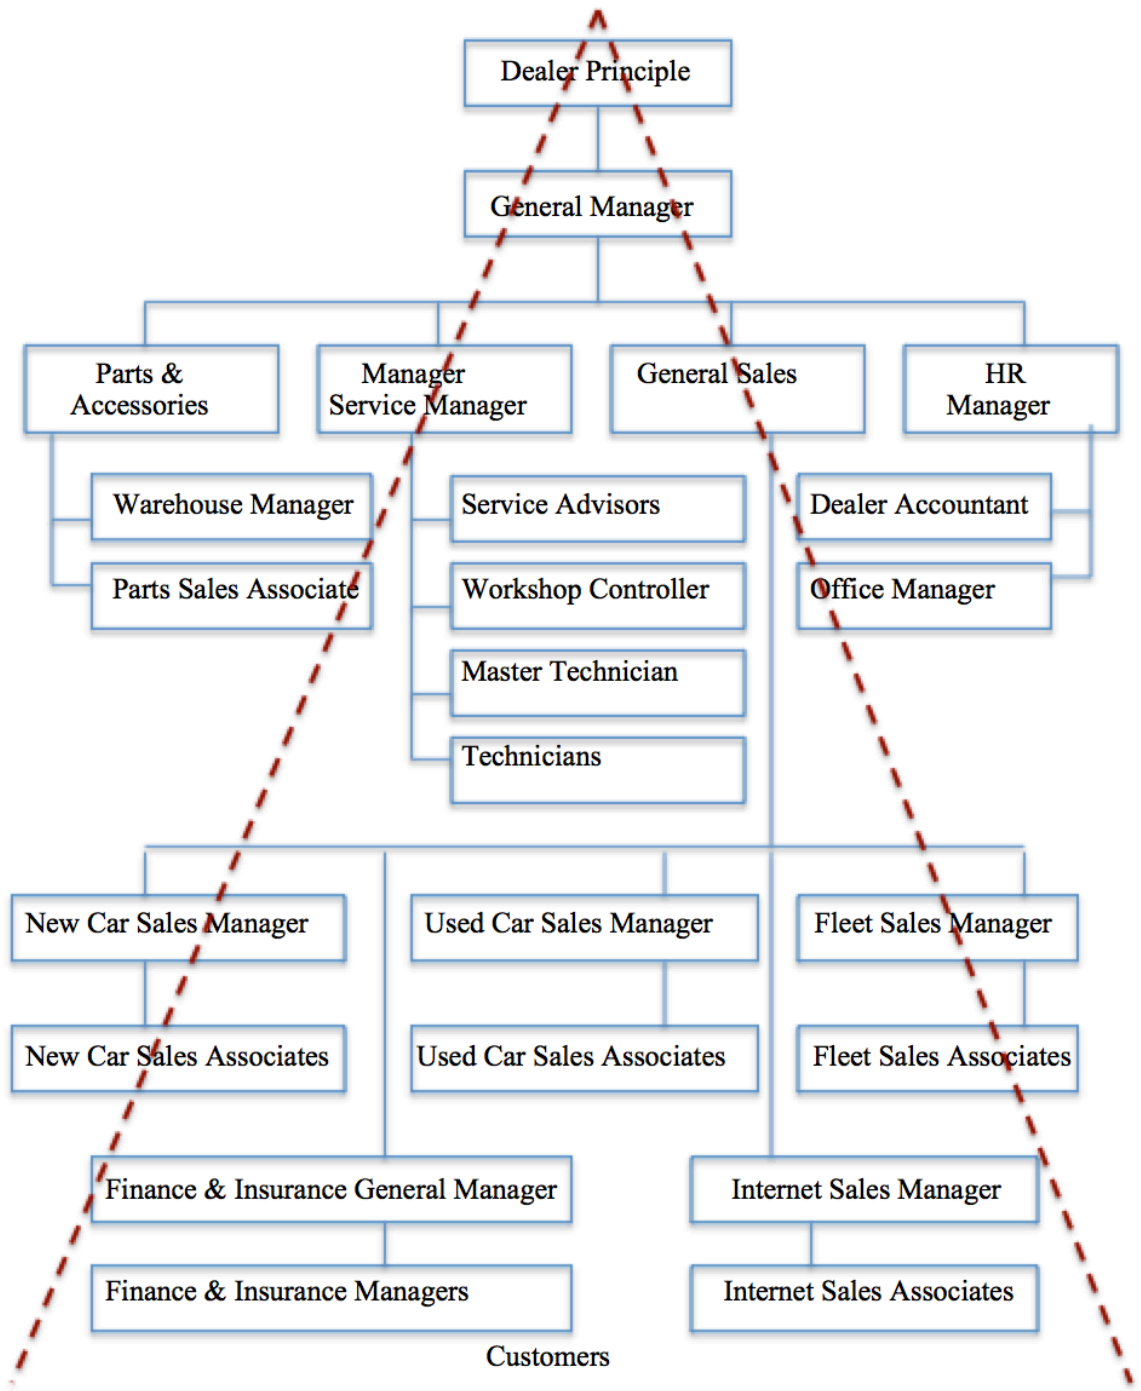 Dealer Principle
General Manager
Parts &
Accessories
Manager
Service Manager
General Sales
HR
Manager
Warehouse Manager
Parts Sales Associate
Service Advisors
Workshop Controller
Master Technician
Technicians
Dealer Accountant
Office Manager
New Car Sales Manager
Used Car Sales Manager
Fleet Sales Manager
New Car Sales Associates
Used Car Sales Associates
Fleet Sales Associates
Finance & Insurance General Manager
Internet Sales Manager
Finance & Insurance Managers
Internet Sales Associates
Customers